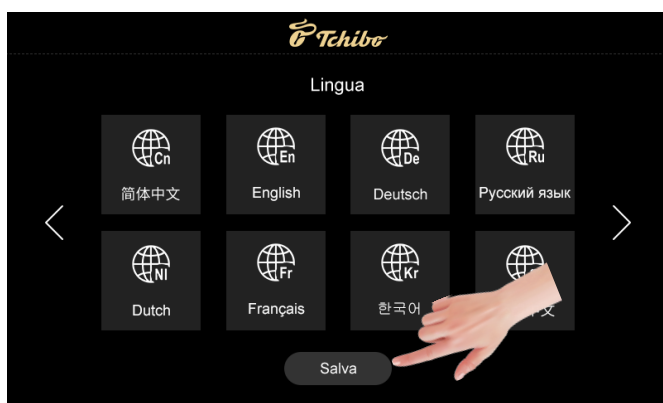 Tchibo
Lingua
Cn
En
De
Ru
简体中文
English
Deutsch
Русский язык
Nl
Fr
Kr
Dutch
Français
한국어
文
Salva